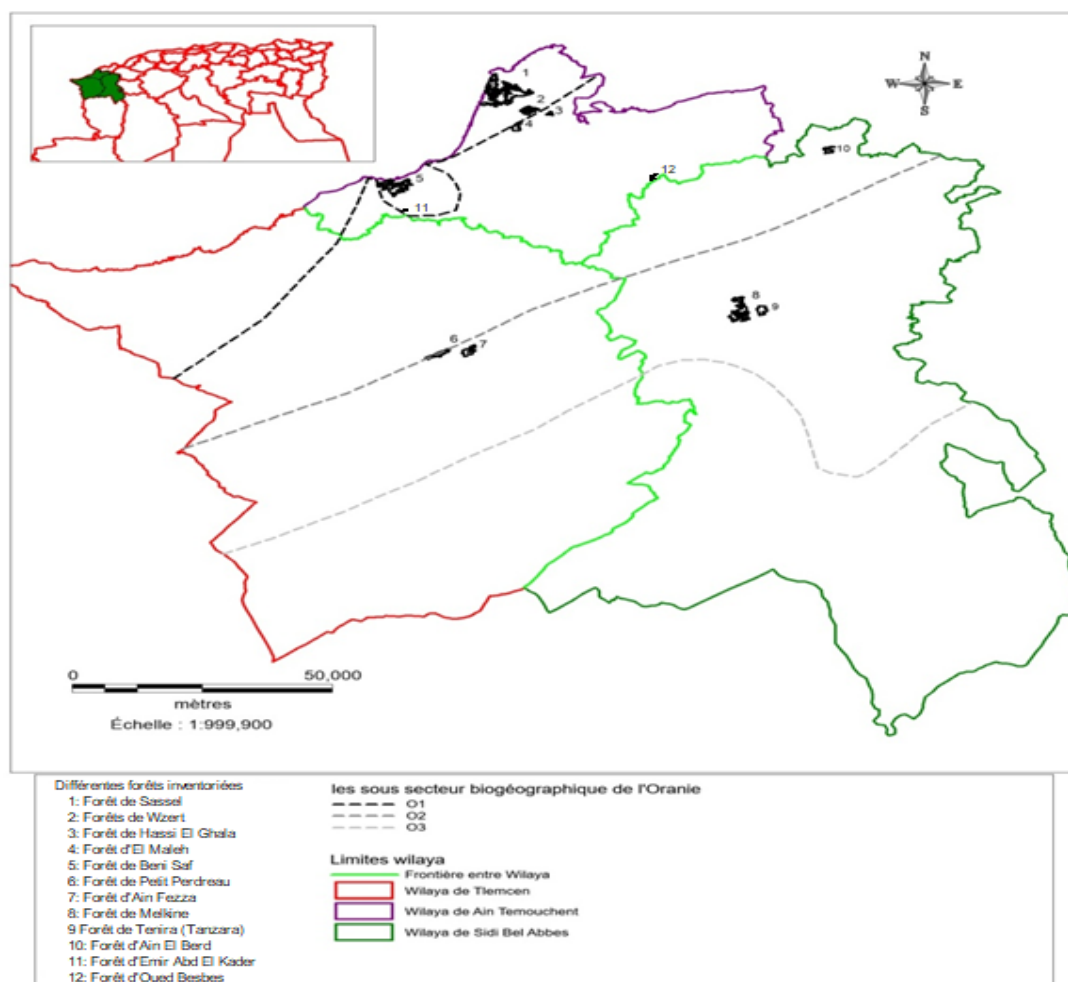 N
W E
S
1
2
3
4
5
11
12
10
8
9
6
7
0 50,000
mètres
Échelle : 1:999,900
Différentes forêts inventoriées
1: Forêt de Sassel
2: Forêts de Wzert
3: Forêt de Hassi El Ghala
4: Forêt d'El Maleh
5: Forêt de Beni Saf
6: Forêt de Petit Perdreau
7: Forêt d'Ain Fezza
8: Forêt de Melkine
9 Forêt de Tenira (Tanzara)
10: Forêt d'Ain El Berd
11: Forêt d'Emir Abd El Kader
12: Forêt d'Oued Besbes
les sous secteur biogéographique de l'Oranie
O1
O2
O3
Limites wilaya
Frontière entre Wilaya
Wilaya de Tlemcen
Wilaya de Ain Temouchent
Wilaya de Sidi Bel Abbes